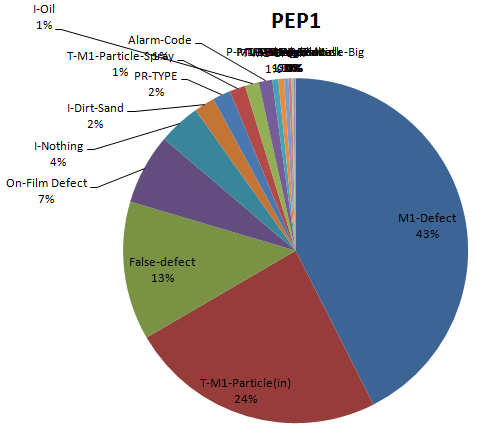 PEP1
I-Oil
1%
Alarm-Code
1%
T-M1-Particle-Spray
1%
PR-TYPE
2%
I-Dirt-Sand
2%
I-Nothing
4%
On-Film Defect
7%
False-defect
13%
T-M1-Particle(in)
24%
M1-Defect
43%